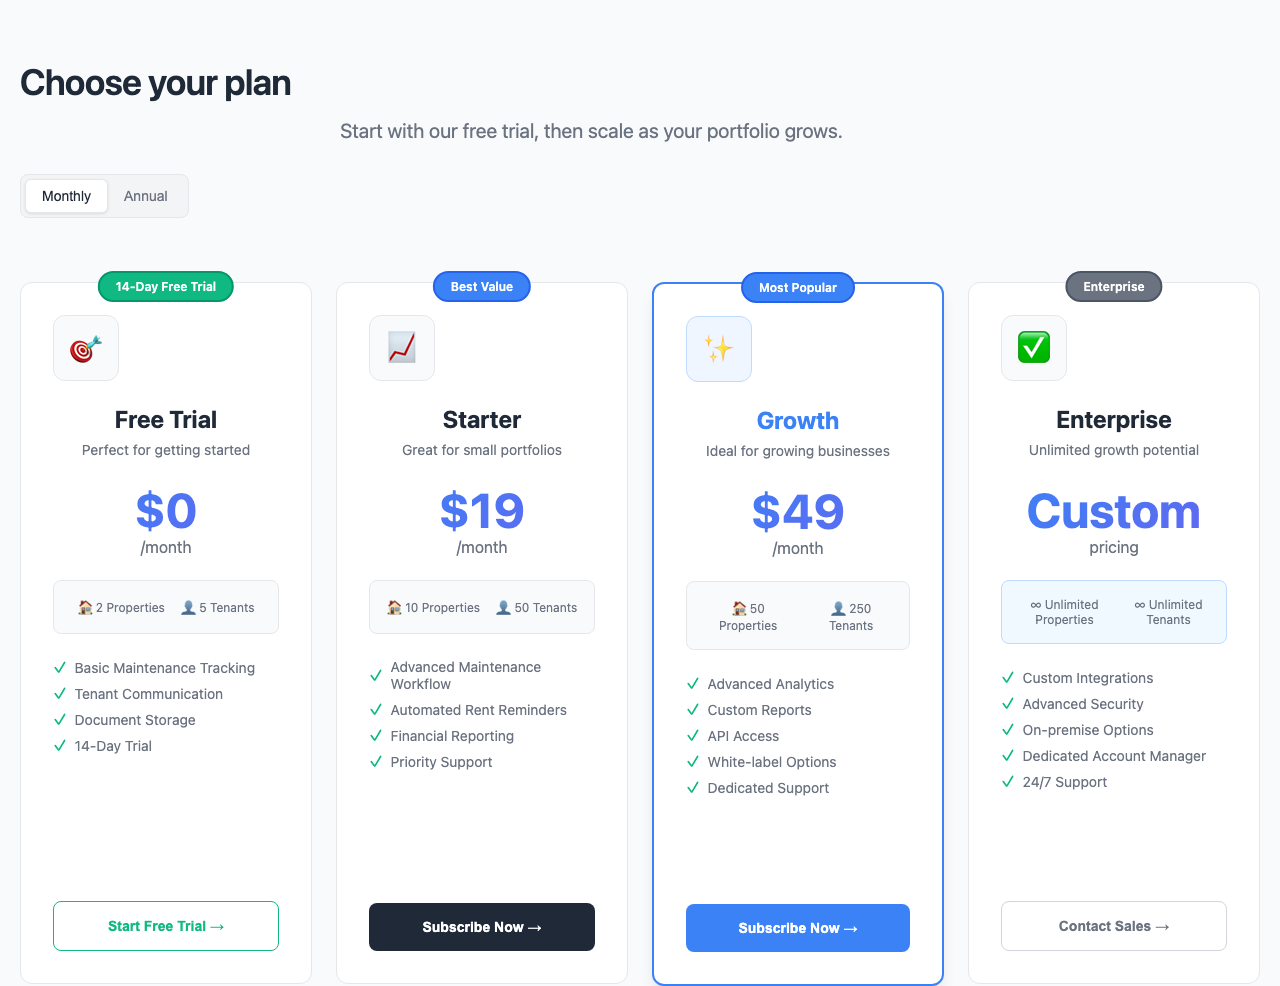 Choose your plan
Start with our free trial, then scale as your portfolio grows.
Monthly
Annual
14-Day Free Trial
Free Trial
Perfect for getting started
$0
/month
2 Properties
5 Tenants
✓ Basic Maintenance Tracking
✓ Tenant Communication
✓ Document Storage
✓ 14-Day Trial
Start Free Trial →
Best Value
Starter
Great for small portfolios
$19
/month
10 Properties
50 Tenants
✓ Advanced Maintenance
Workflow
✓ Automated Rent Reminders
✓ Financial Reporting
✓ Priority Support
Subscribe Now →
Most Popular
Growth
Ideal for growing businesses
$49
/month
50
Properties
250
Tenants
✓ Advanced Analytics
✓ Custom Reports
✓ API Access
✓ White-label Options
✓ Dedicated Support
Subscribe Now →
Enterprise
Enterprise
Unlimited growth potential
Custom
pricing
∞ Unlimited
Properties
∞ Unlimited
Tenants
✓ Custom Integrations
✓ Advanced Security
✓ On-premise Options
✓ Dedicated Account Manager
✓ 24/7 Support
Contact Sales →